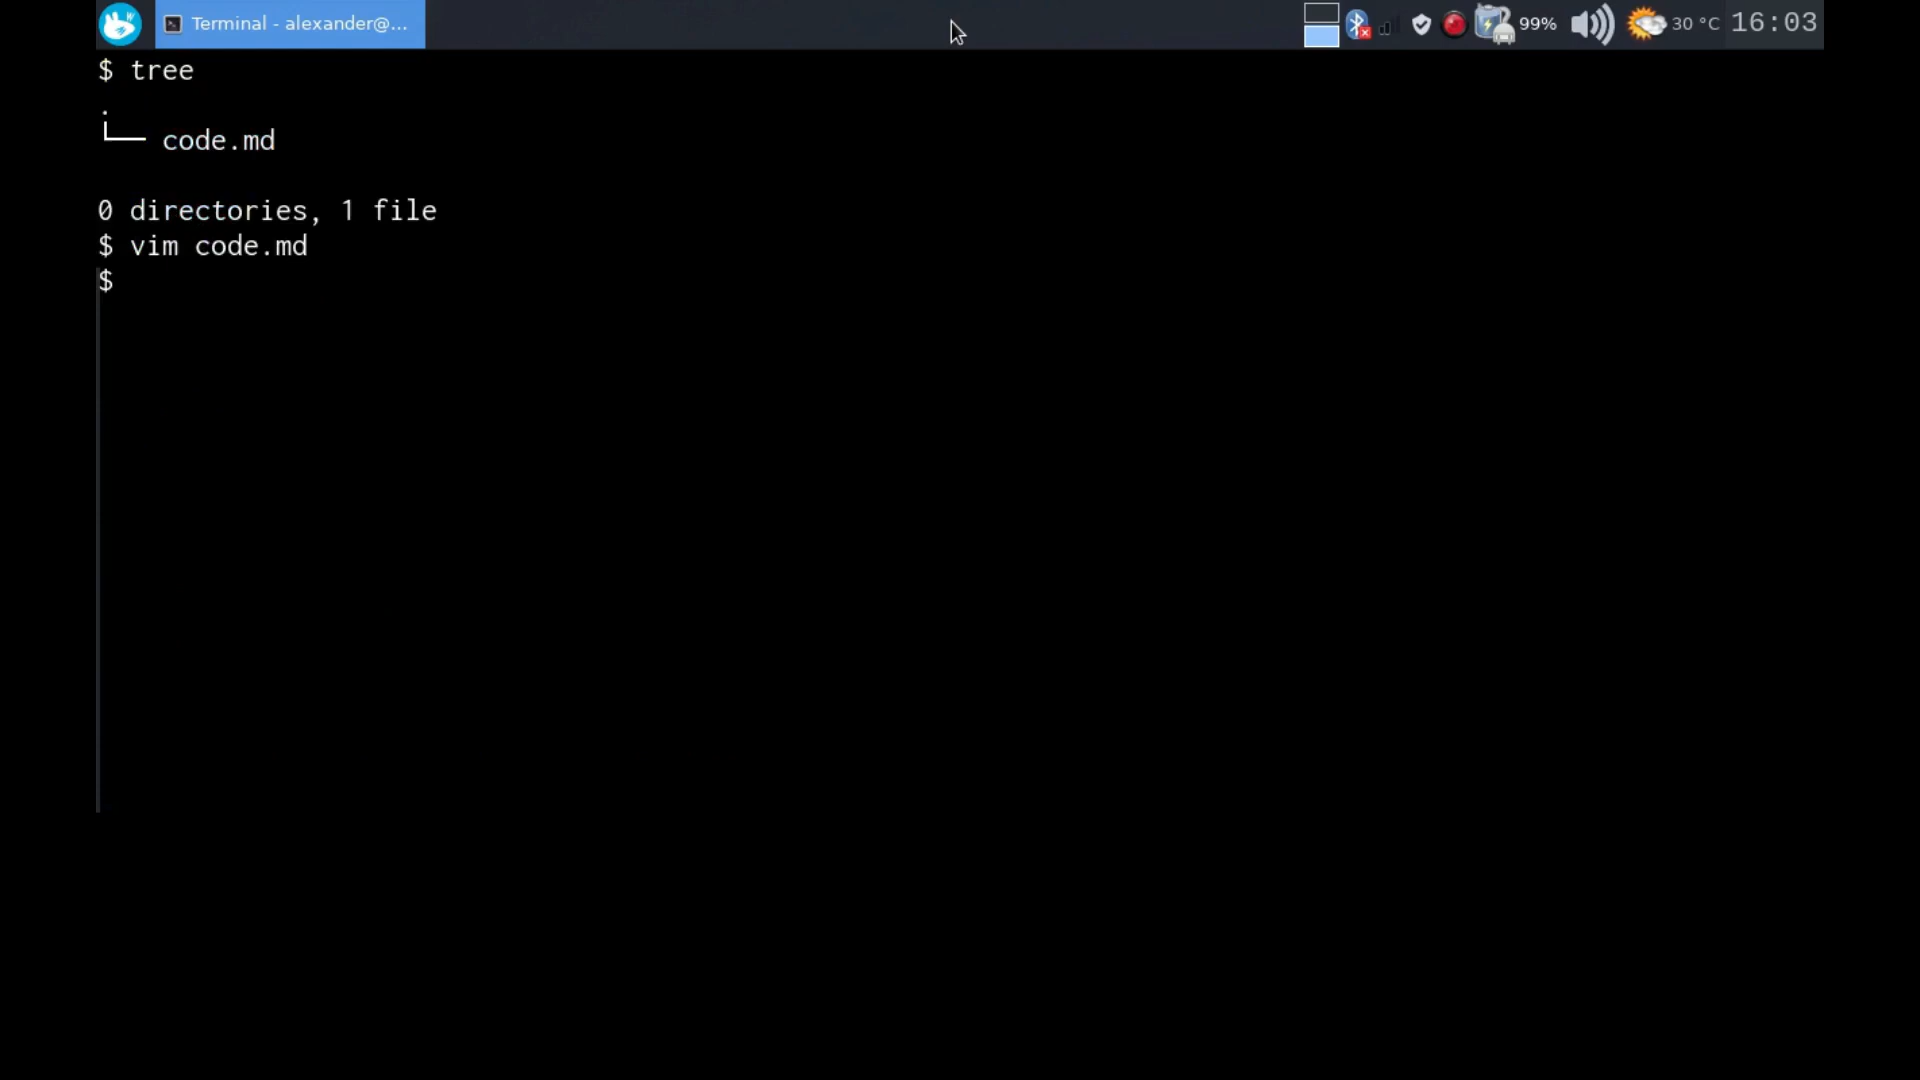 Terminal - alexander@...
99%
30 °C
16:03
$ tree
.
└── code.md
0 directories, 1 file
$ vim code.md
$